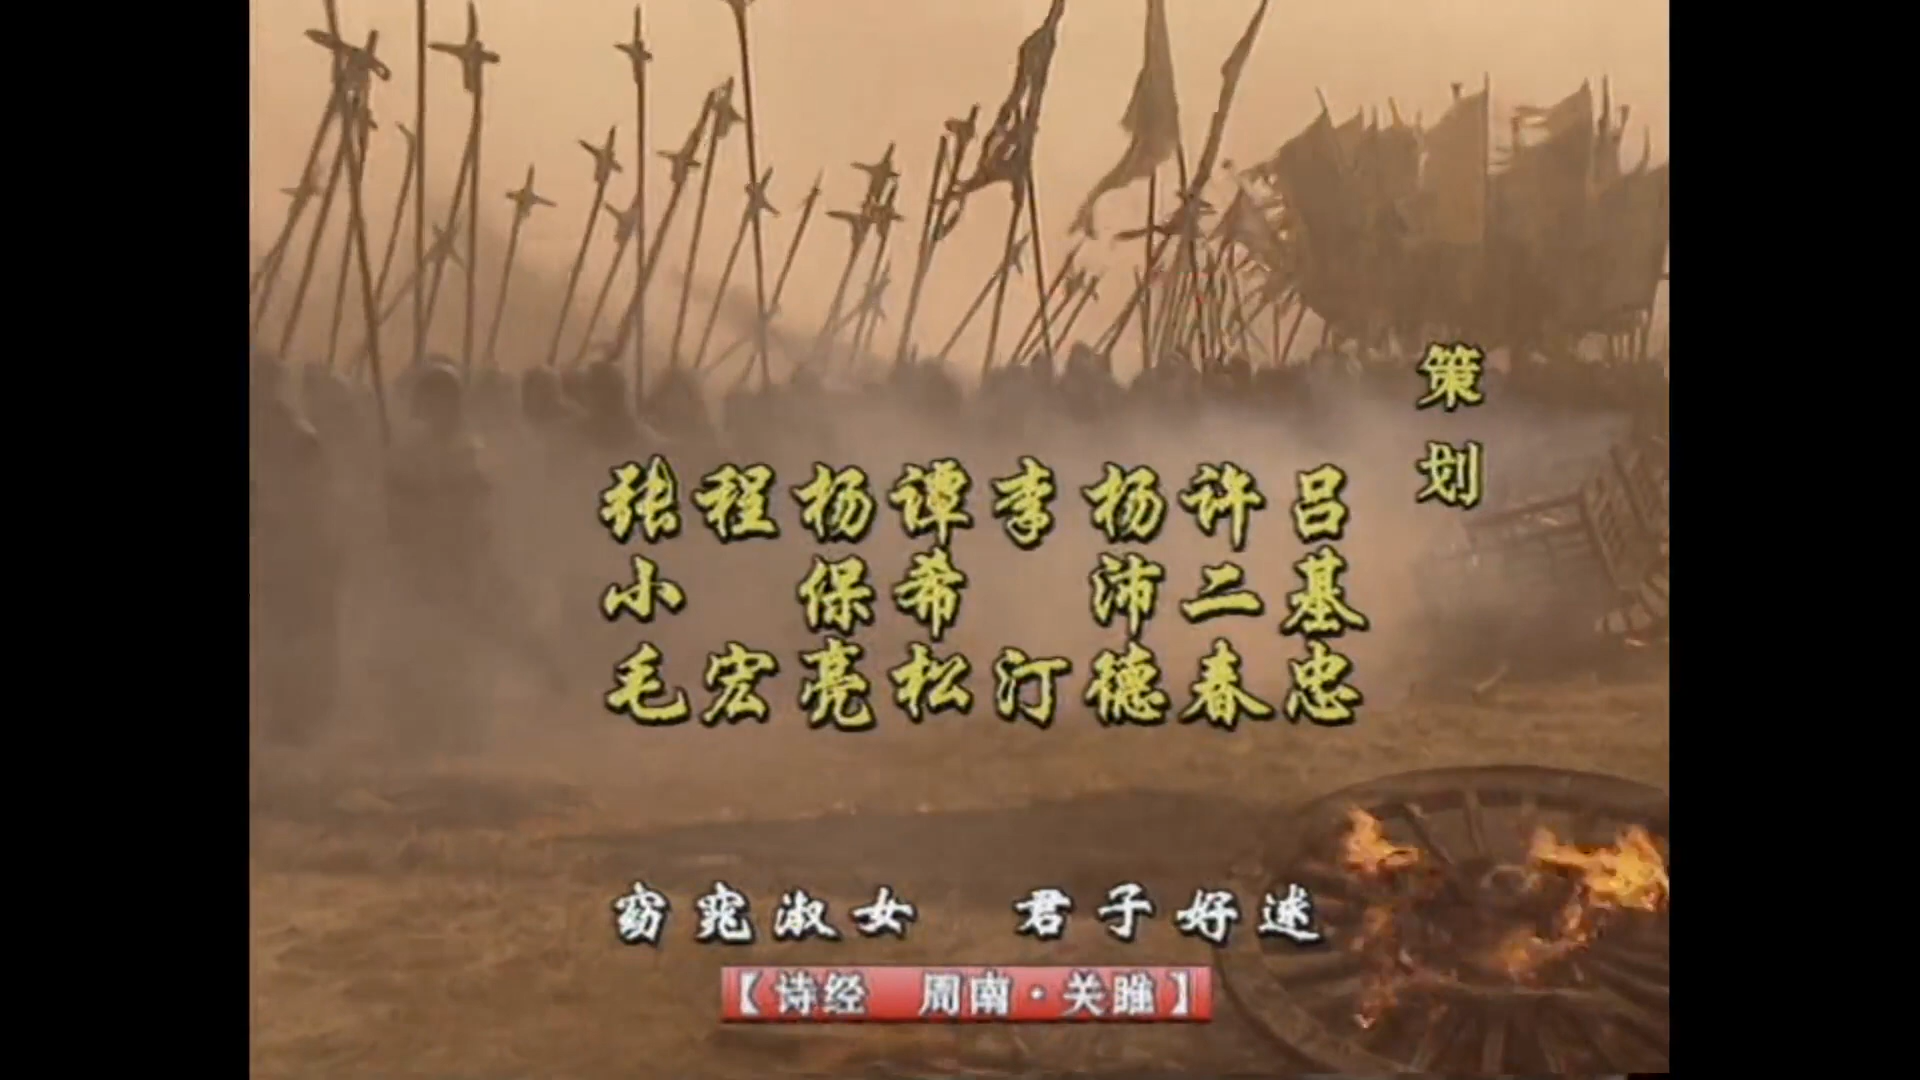 策划
吕基忠
许二春
杨沛德
李汀
谭希松
杨保亮
程宏
张小毛
窈窕淑女 君子好逑
【诗经 周南·关雎】